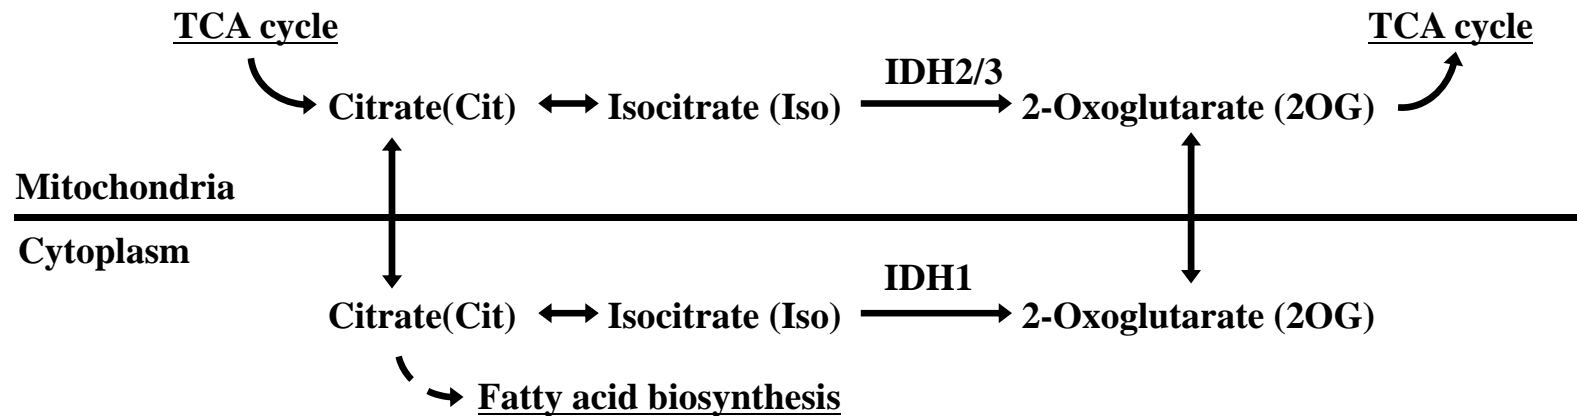 TCA cycle
TCA cycle
IDH2/3
Citrate(Cit) Isocitrate (Iso) 2-Oxoglutarate (2OG)
Mitochondria
Cytoplasm
IDH1
Citrate(Cit) Isocitrate (Iso) 2-Oxoglutarate (2OG)
Fatty acid biosynthesis